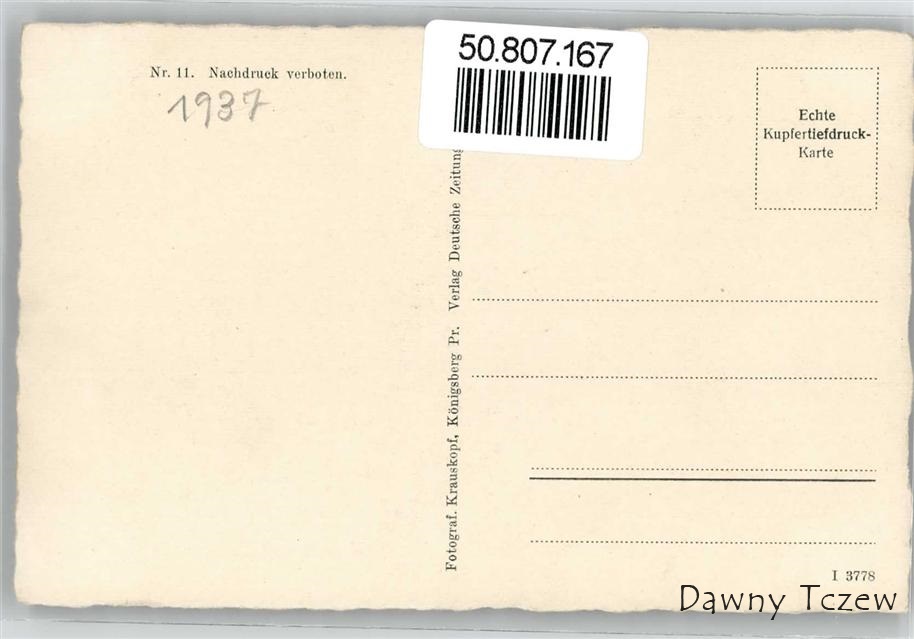 Nr. 11. Nachdruck verboten.
1937
50.807.167
Echte
Kupfertiefdruck-
Karte
Fotograf. Krauskopf, Königsberg Pr. Verlag Deutsche Zeitung
I 3778
Dawny Tczew